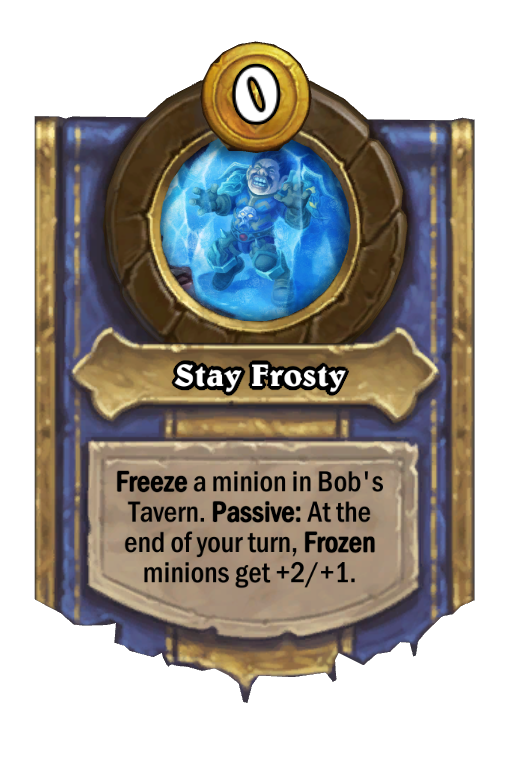 0
Stay Frosty
Freeze a minion in Bob's
Tavern. Passive: At the
end of your turn, Frozen
minions get +2/+1.